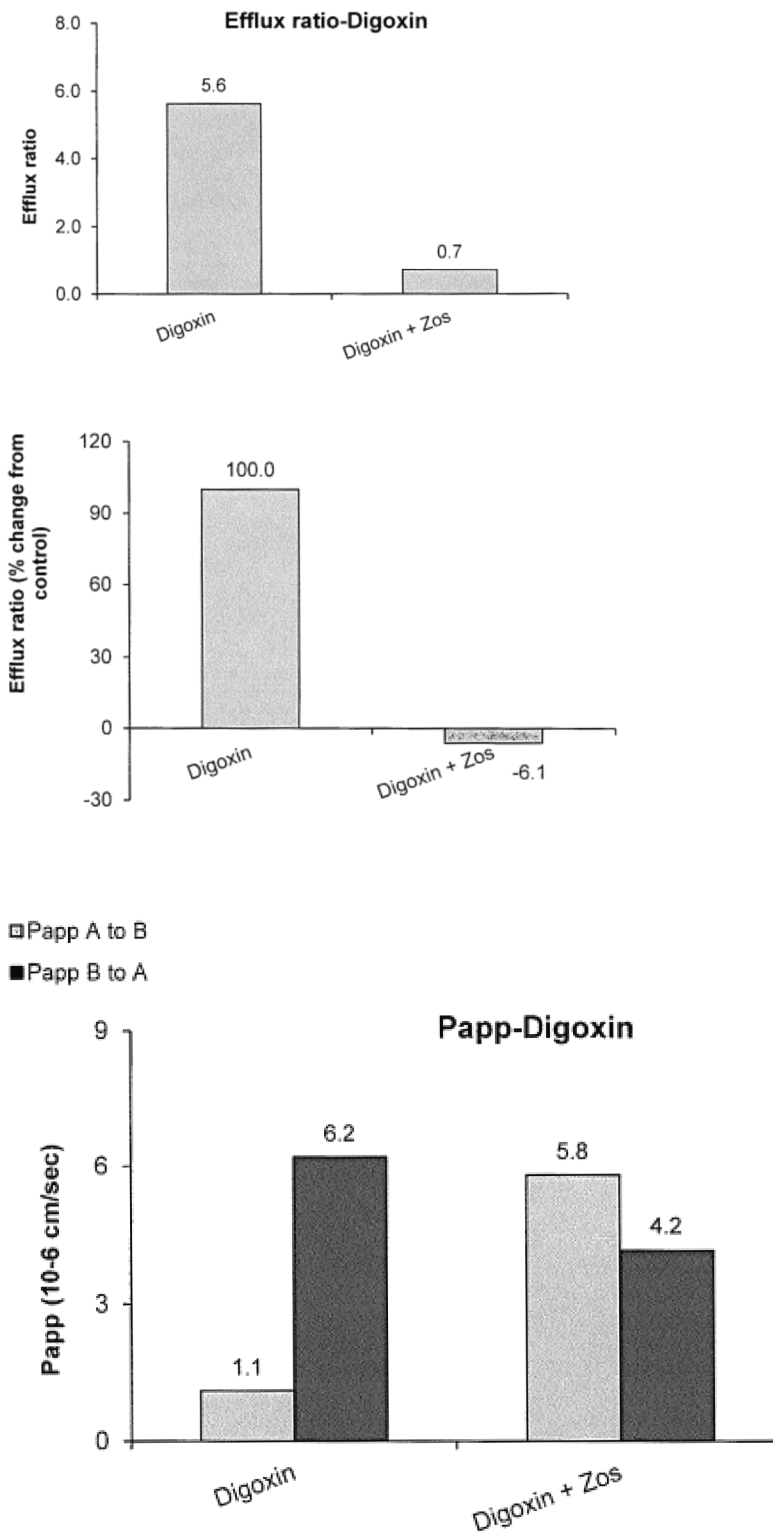 Efflux ratio-Digoxin
8.0
6.0
4.0
2.0
0.0
Efflux ratio
5.6
0.7
Digoxin
Digoxin + Zos
120
90
60
30
0
-30
Efflux ratio (% change from
control)
100.0
-6.1
Digoxin
Digoxin + Zos
Papp A to B
Papp B to A
Papp-Digoxin
9
6
3
0
Papp (10-6 cm/sec)
1.1
6.2
5.8
4.2
Digoxin
Digoxin + Zos